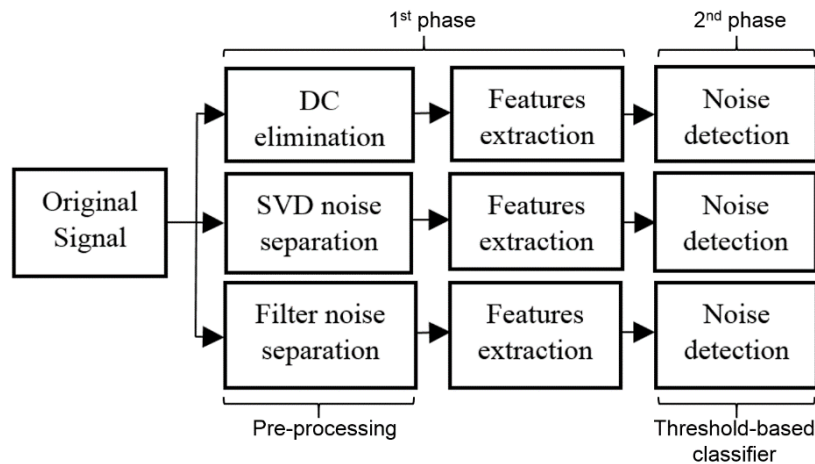 1st phase
2nd phase
DC
elimination
Features
extraction
Noise
detection
Original
Signal
SVD noise
separation
Features
extraction
Noise
detection
Filter noise
separation
Features
extraction
Noise
detection
Pre-processing
Threshold-based
classifier